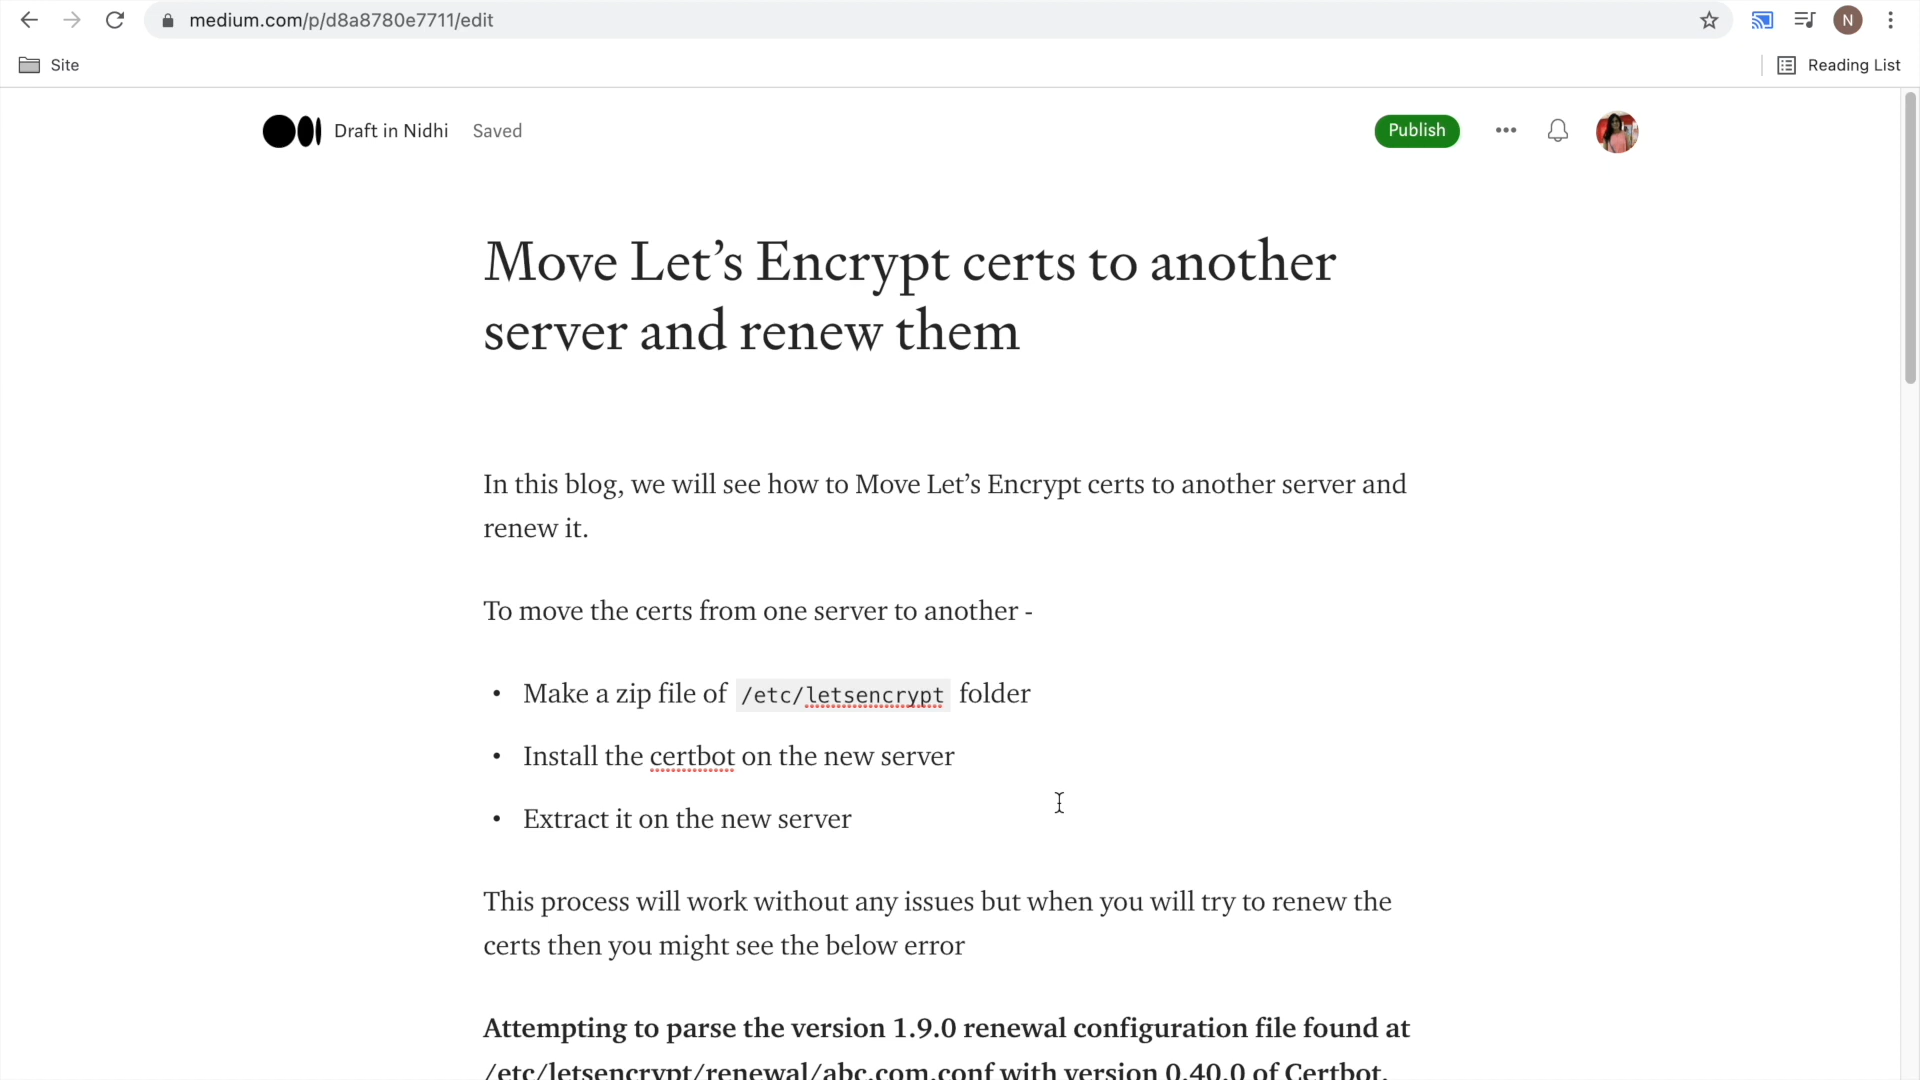 medium.com/p/d8a8780e7711/edit
N
Site
Reading List
Draft in Nidhi Saved
Publish
Move Let’s Encrypt certs to another
server and renew them
In this blog, we will see how to Move Let’s Encrypt certs to another server and
renew it.
To move the certs from one server to another -
• Make a zip file of /etc/letsencrypt folder
• Install the certbot on the new server
• Extract it on the new server
This process will work without any issues but when you will try to renew the
certs then you might see the below error
Attempting to parse the version 1.9.0 renewal configuration file found at
/etc/letsencrypt/renewal/abc.com.conf with version 0.40.0 of Certbot.